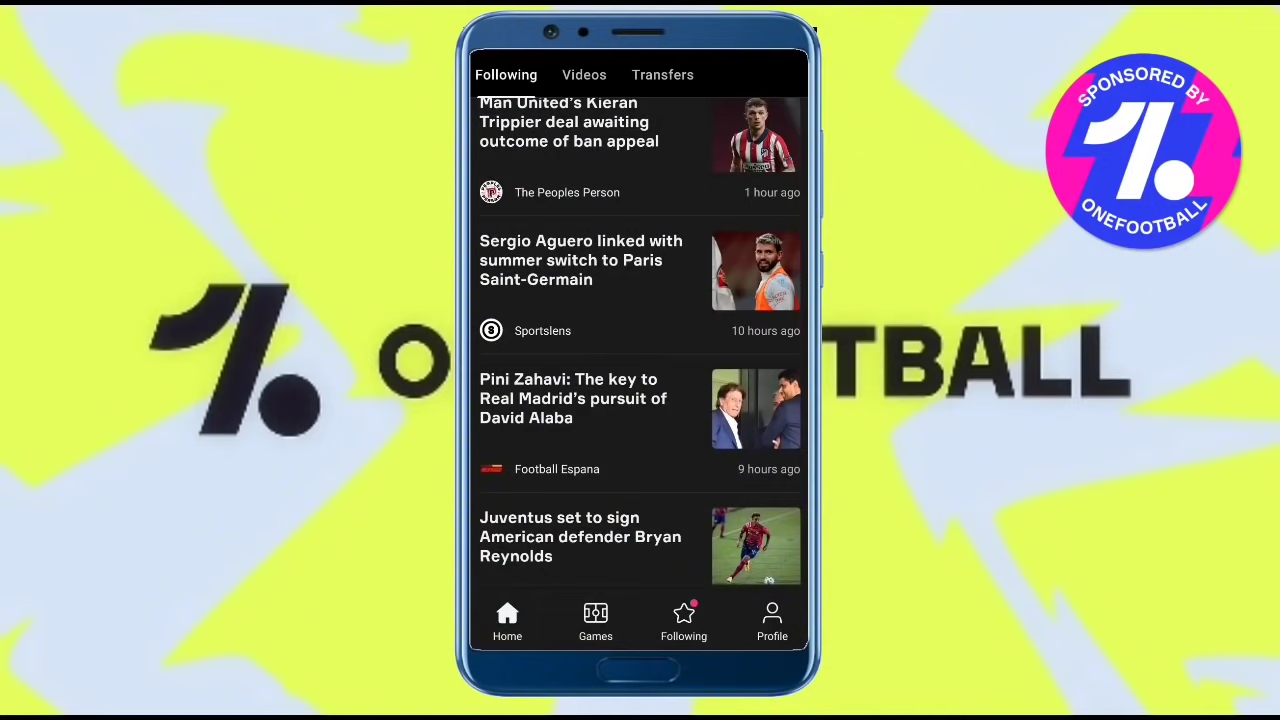 Following Videos Transfers
Man United's Kieran
Trippier deal awaiting
outcome of ban appeal
The Peoples Person 1 hour ago
Sergio Aguero linked with
summer switch to Paris
Saint-Germain
Sportslens 10 hours ago
Pini Zahavi: The key to
Real Madrid's pursuit of
David Alaba
Football Espana 9 hours ago
Juventus set to sign
American defender Bryan
Reynolds
Home Games Following Profile
SPONSORED BY
ONEFOOTBALL
O TBALL